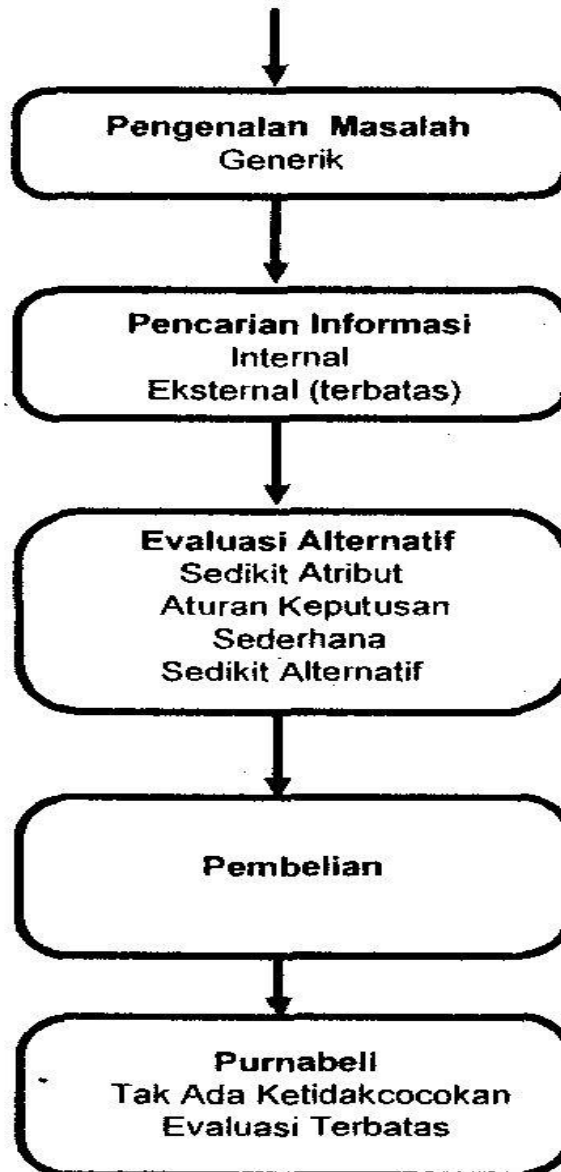 Pengenalan Masalah
Generik
Pencarian Informasi
Internal
Eksternal (terbatas)
Evaluasi Alternatif
Sedikit Atribut
Aturan Keputusan
Sederhana
Sedikit Alternatif
Pembelian
Purnabeli
Tak Ada Ketidakcocokan
Evaluasi Terbatas